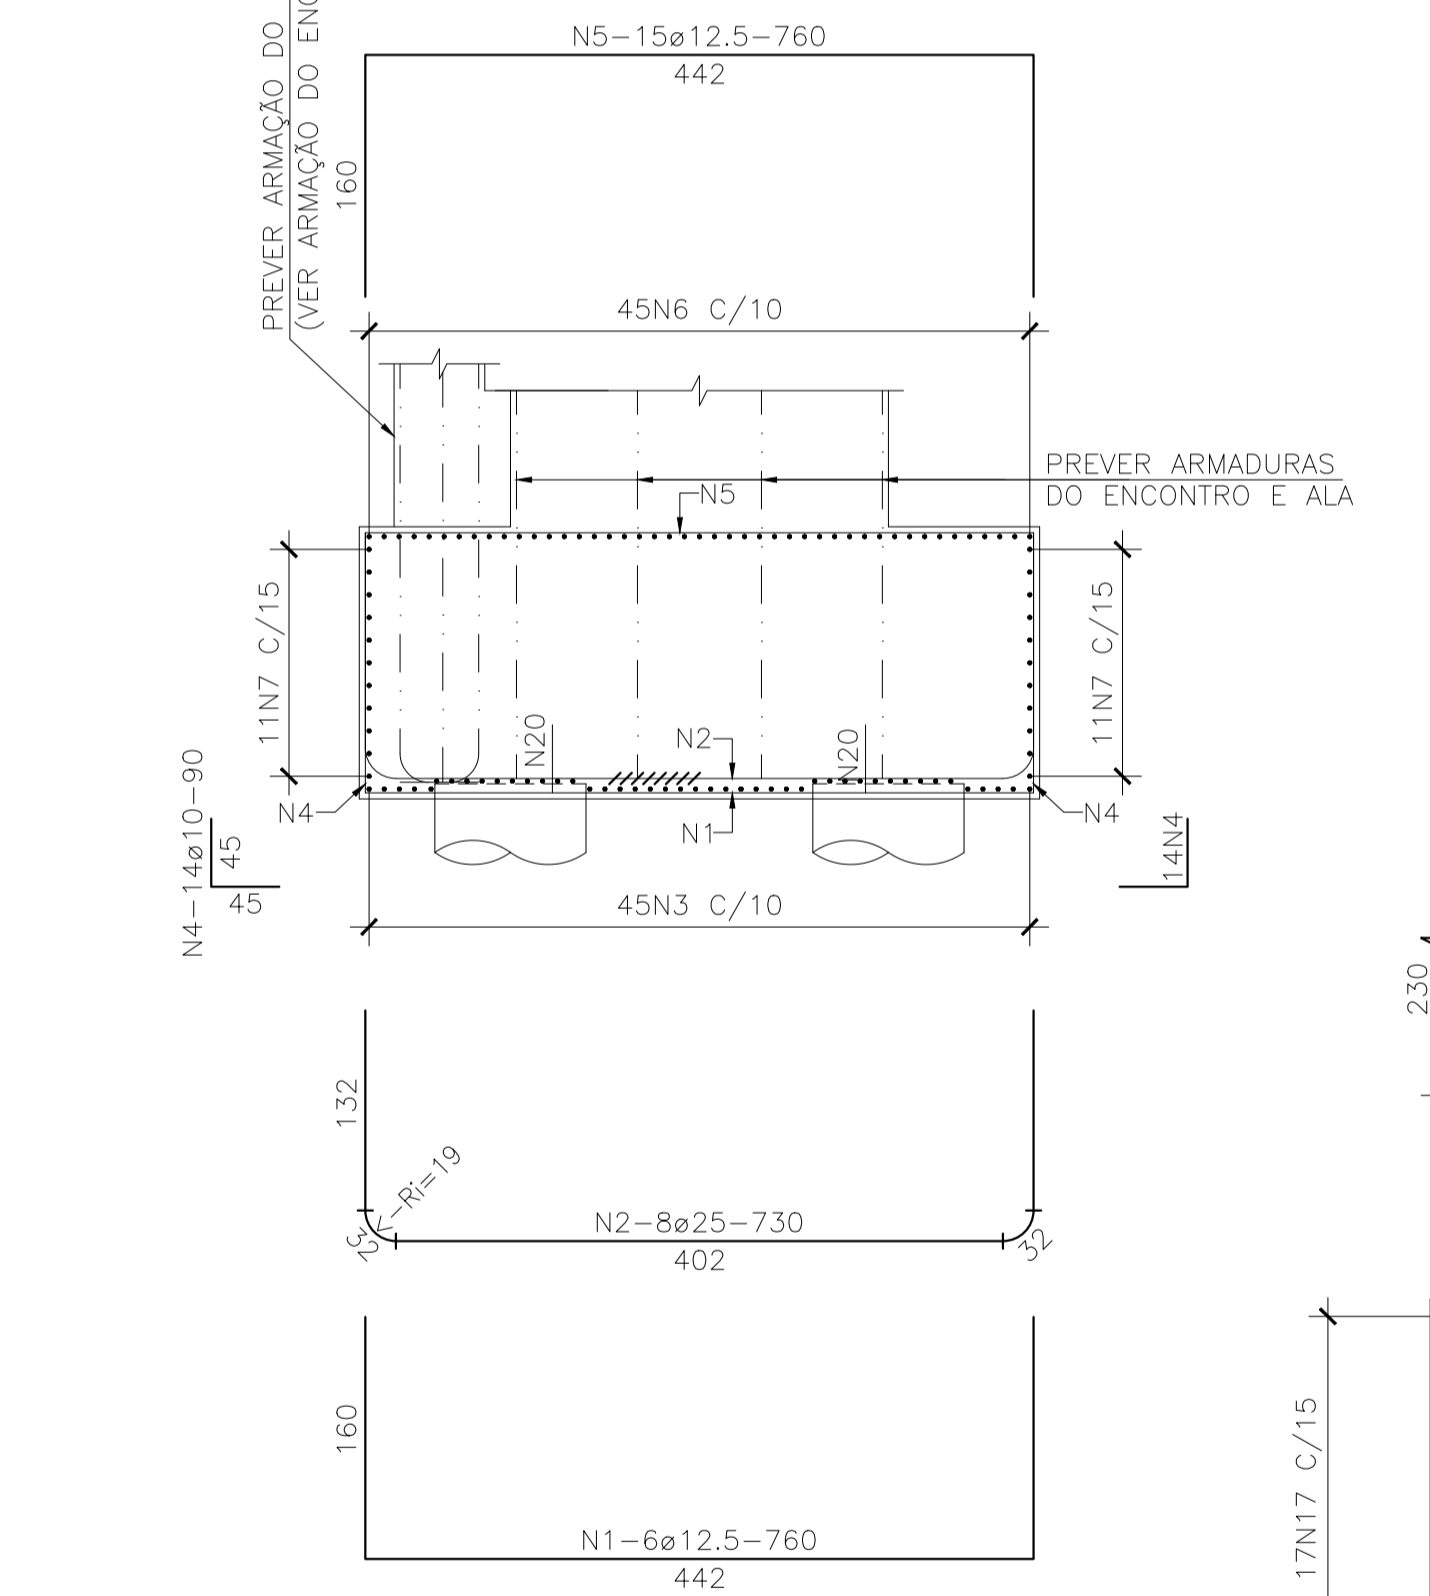 N5-15ø12.5-760
442
160
PREVER ARMAÇÃO DO
(VER ARMAÇÃO DO
45N6 C/10
PREVER ARMADURAS
DO ENCONTRO E ALA
N5
11N7 C/15
11N7 C/15
N20
N2
N20
N4
N1
N4
N4-14ø10-90
45
45
14N4
45N3 C/10
230
132
<-Ri=19
32
N2-8ø25-730
402
32
160
17N17 C/15
N1-6ø12.5-760
442